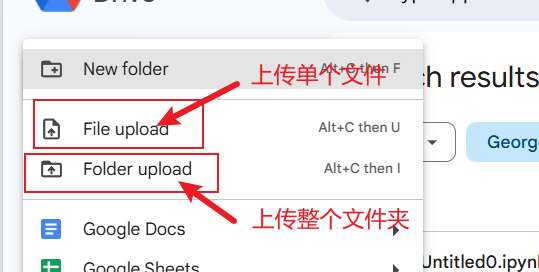 New folder
Alt+C then F
上传单个文件
ch results
File upload
Alt+C then U
Georg
Folder upload
Alt+C then I
上传整个文件夹
Google Docs
Untitled0.ipynb
Google Sheets